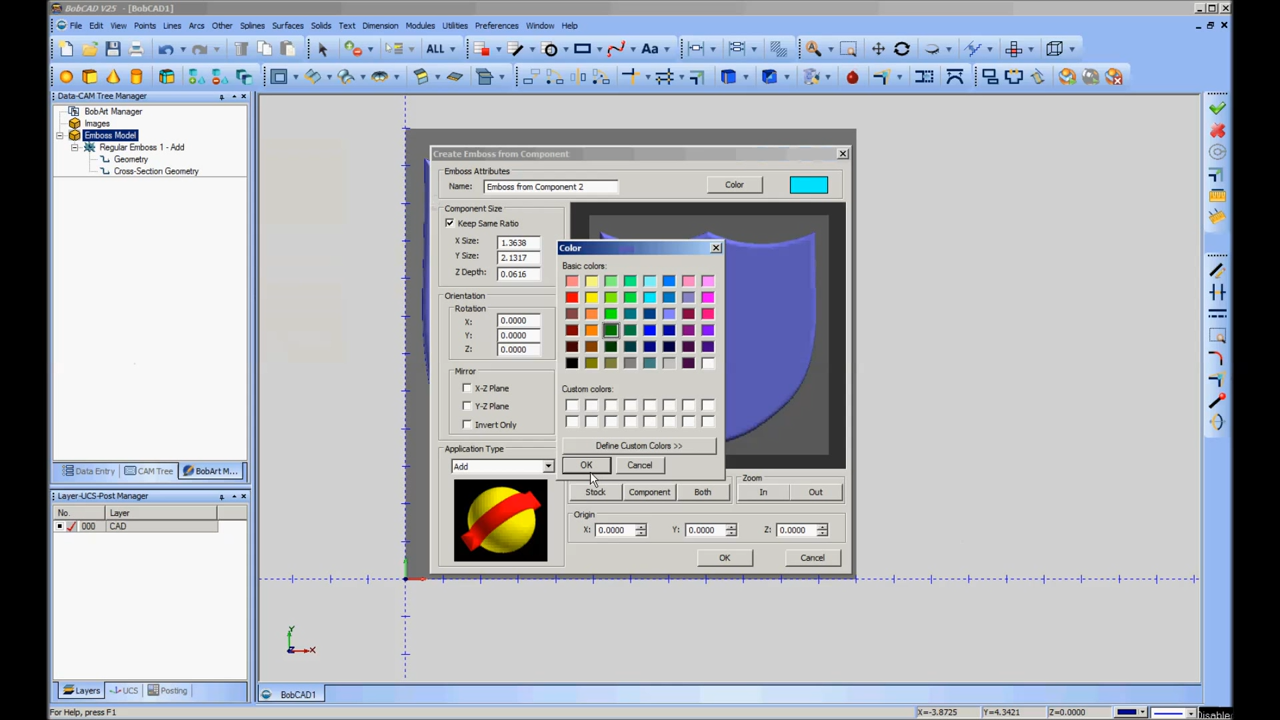 BobCAD V25 - [BobCAD1]
File Edit View Points Lines Arcs Other Splines Surfaces Solids Text Dimension Modules Utilities Preferences Window Help
ALL Aa
Data-CAM Tree Manager
BobArt Manager
Images
Emboss Model
Regular Emboss 1 - Add
Geometry
Cross-Section Geometry
Data Entry CAM Tree BobArt M...
Layer-UCS-Post Manager
No. Layer
000 CAD
Layers UCS Posting
Create Emboss from Component
Emboss Attributes
Name: Emboss from Component 2 Color
Component Size
Keep Same Ratio
X Size: 1.3638
Y Size: 2.1317
Z Depth: 0.0616
Orientation
Rotation
X: 0.0000
Y: 0.0000
Z: 0.0000
Mirror
X-Z Plane
Y-Z Plane
Invert Only
Application Type
Add
Color
Basic colors:
Custom colors:
Define Custom Colors >>
OK Cancel
Stock Component Both
Zoom
In Out
Origin
X: 0.0000 Y: 0.0000 Z: 0.0000
OK Cancel
Y
Z X
BobCAD1
For Help, press F1
X=-3.8725 Y=4.3421 Z=0.0000
Disable